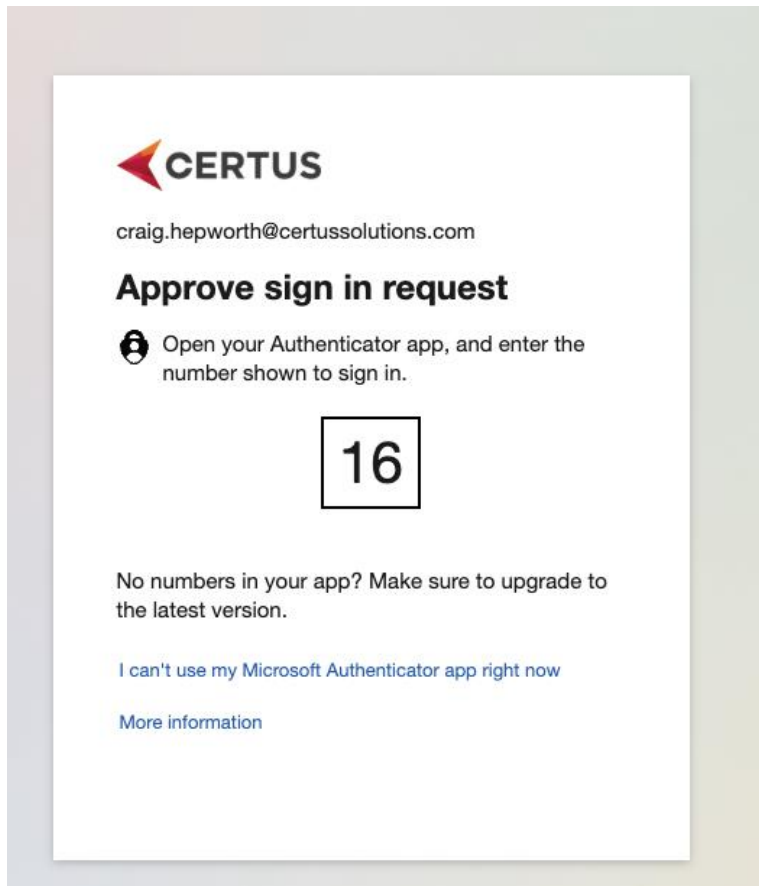 CERTUS
craig.hepworth@certussolutions.com
Approve sign in request
Open your Authenticator app, and enter the
number shown to sign in.
16
No numbers in your app? Make sure to upgrade to
the latest version.
I can't use my Microsoft Authenticator app right now
More information